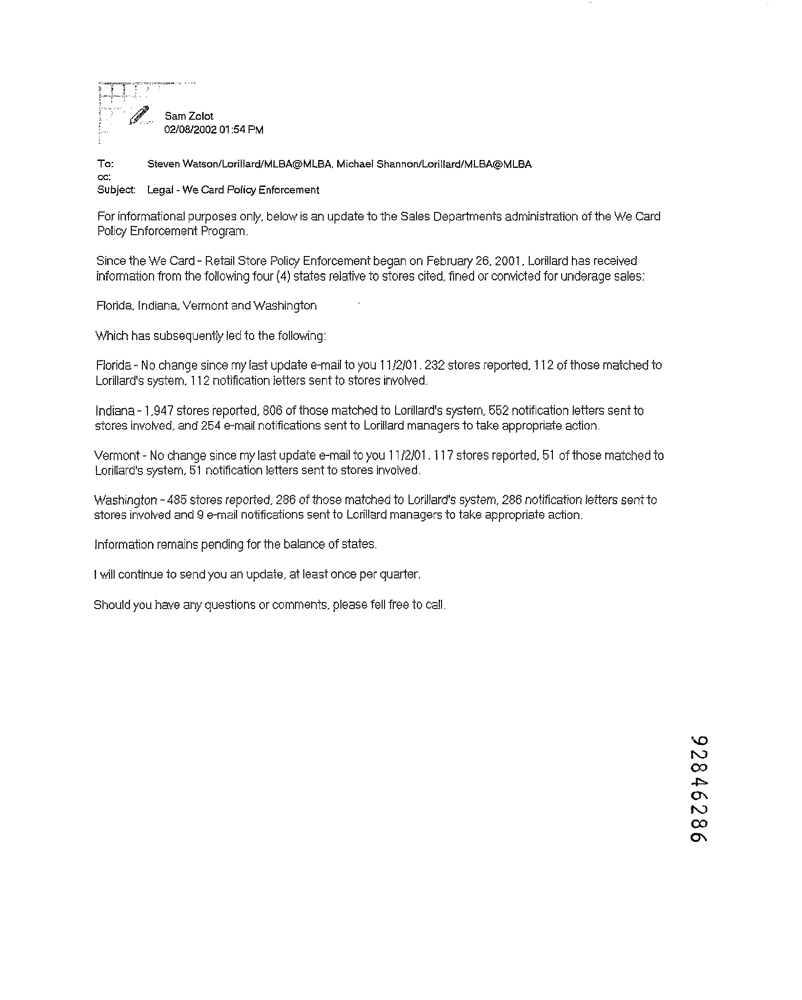 Sam Zolot
02/08/2002 01:54 PM
To: Steven Watson/Lorillard/MLBA@MLBA, Michael Shannon/Lorillard/MLBA@MLBA
cc:
Subject: Legal - We Card Policy Enforcement
For informational purposes only, below is an update to the Sales Departments administration of the We Card
Policy Enforcement Program.
Since the We Card - Retail Store Policy Enforcement began on February 26, 2001, Lorillard has received
information from the following four (4) states relative to stores cited, fined or convicted for underage sales:
Florida, Indiana, Vermont and Washington
Which has subsequently led to the following:
Florida - No change since my last update e-mail to you 11/2/01. 232 stores reported, 112 of those matched to
Lorillard's system, 112 notification letters sent to stores involved.
Indiana - 1,947 stores reported, 806 of those matched to Lorillard's system, 552 notification letters sent to
stores involved, and 254 e-mail notifications sent to Lorillard managers to take appropriate action.
Vermont - No change since my last update e-mail to you 11/2/01. 117 stores reported, 51 of those matched to
Lorillard's system, 51 notification letters sent to stores involved.
Washington - 485 stores reported, 286 of those matched to Lorillard's system, 286 notification letters sent to
stores involved and 9 e-mail notifications sent to Lorillard managers to take appropriate action.
Information remains pending for the balance of states.
I will continue to send you an update, at least once per quarter.
Should you have any questions or comments, please fell free to call.
92846286